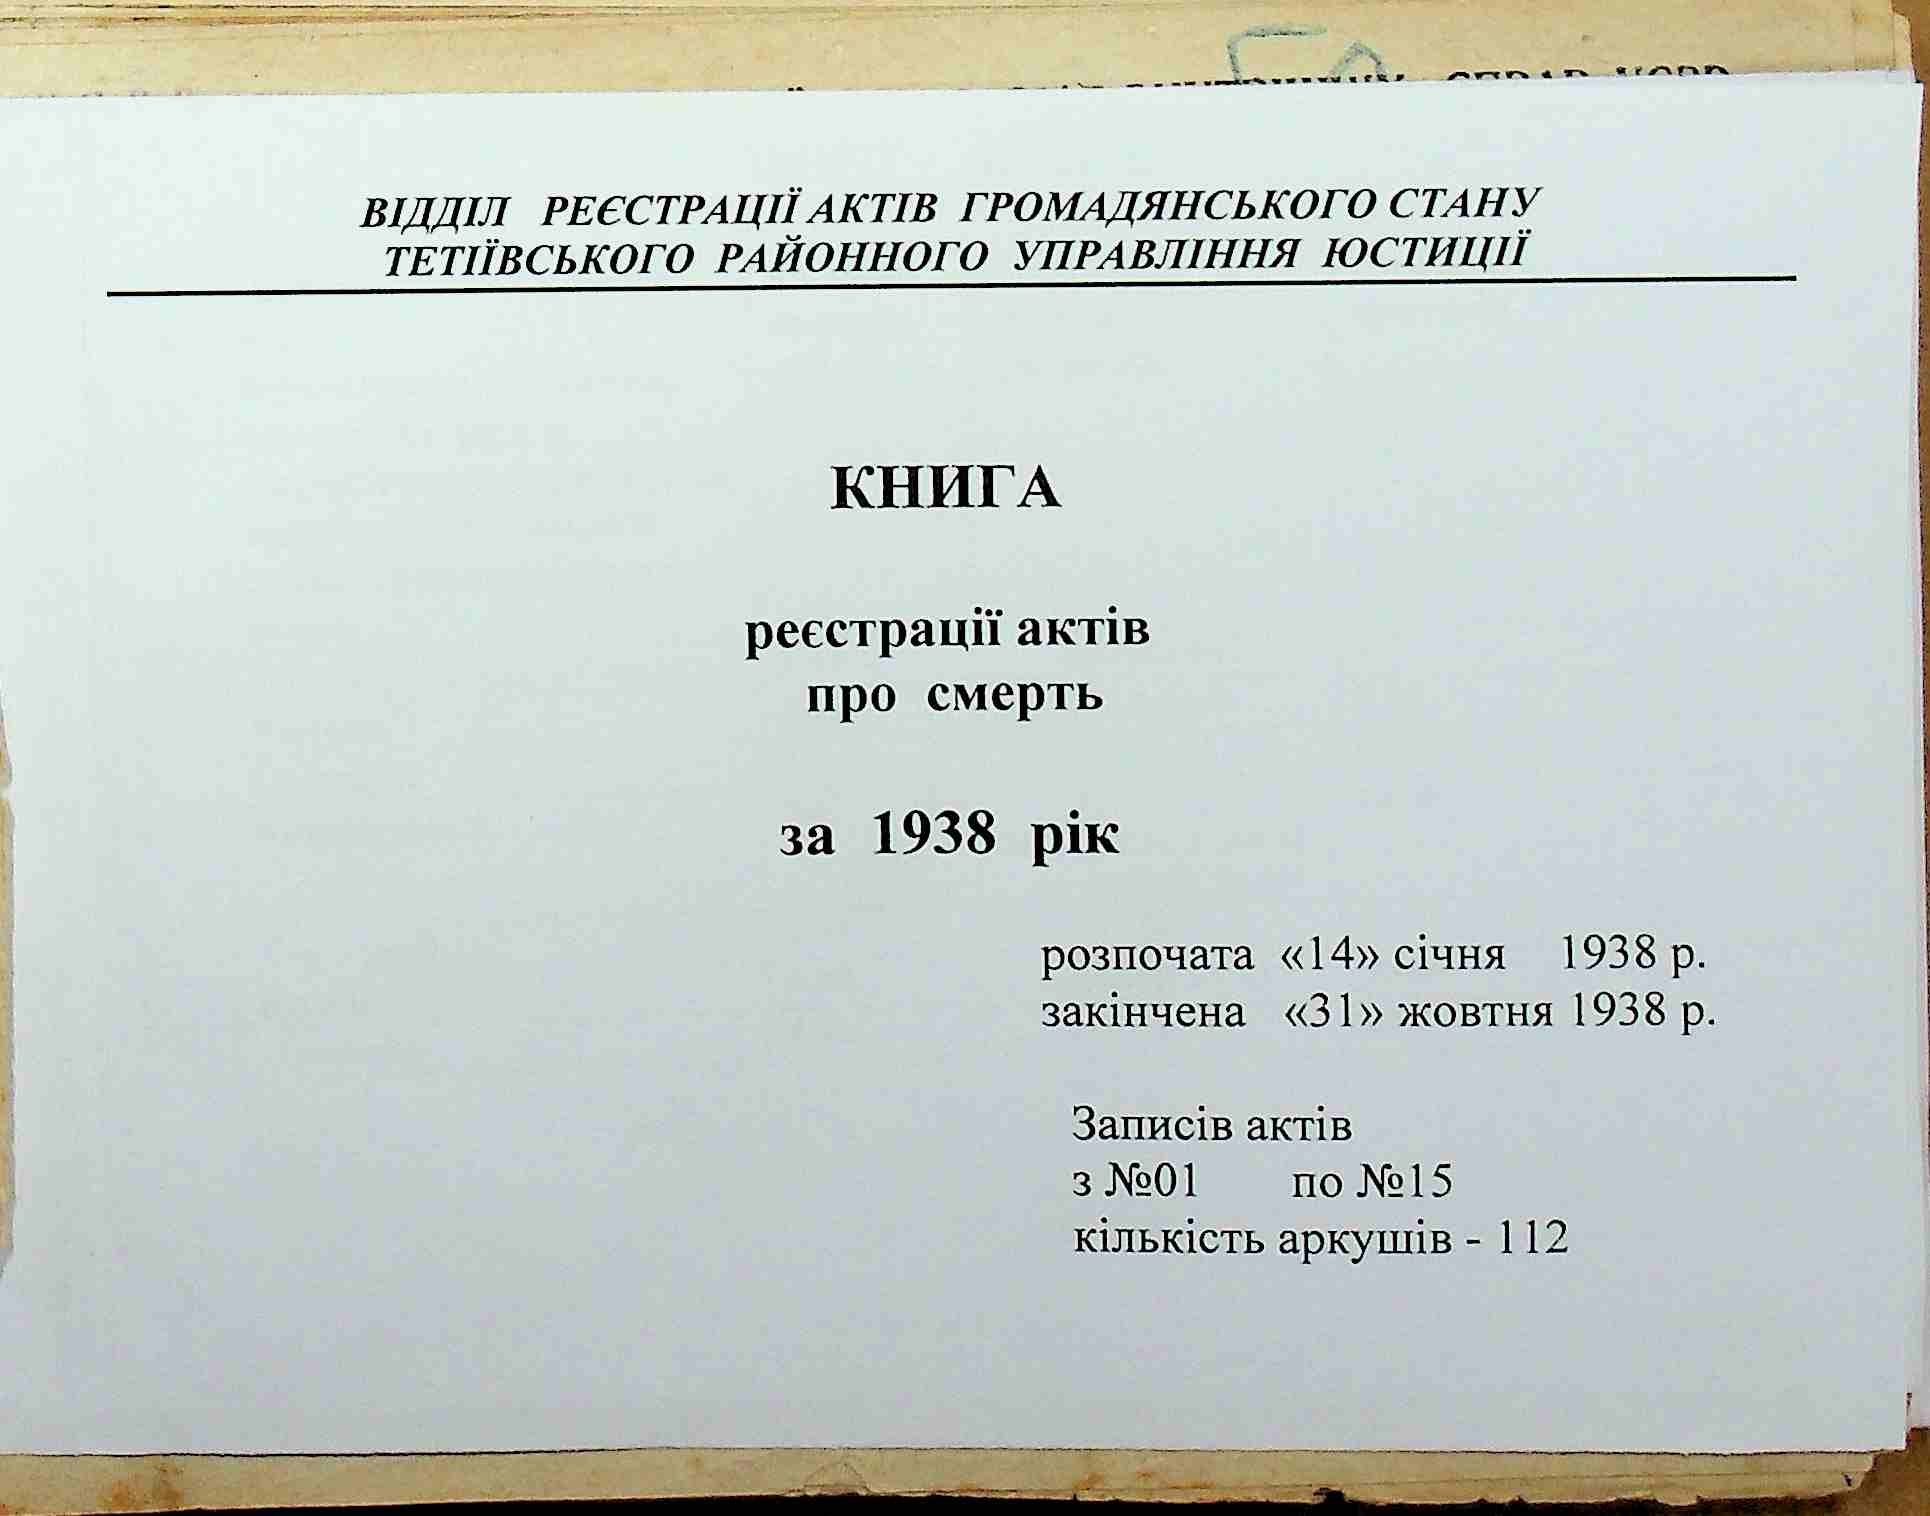 ВІДДІЛ РЕЄСТРАЦІЇ АКТІВ ГРОМАДЯНСЬКОГО СТАНУ
ТЕТІЇВСЬКОГО РАЙОННОГО УПРАВЛІННЯ ЮСТИЦІЇ
КНИГА
реєстрації актів
про смерть
за 1938 рік
розпочата «14» січня 1938 р.
закінчена «31» жовтня 1938 р.
Записів актів
з №01 по №15
кількість аркушів - 112